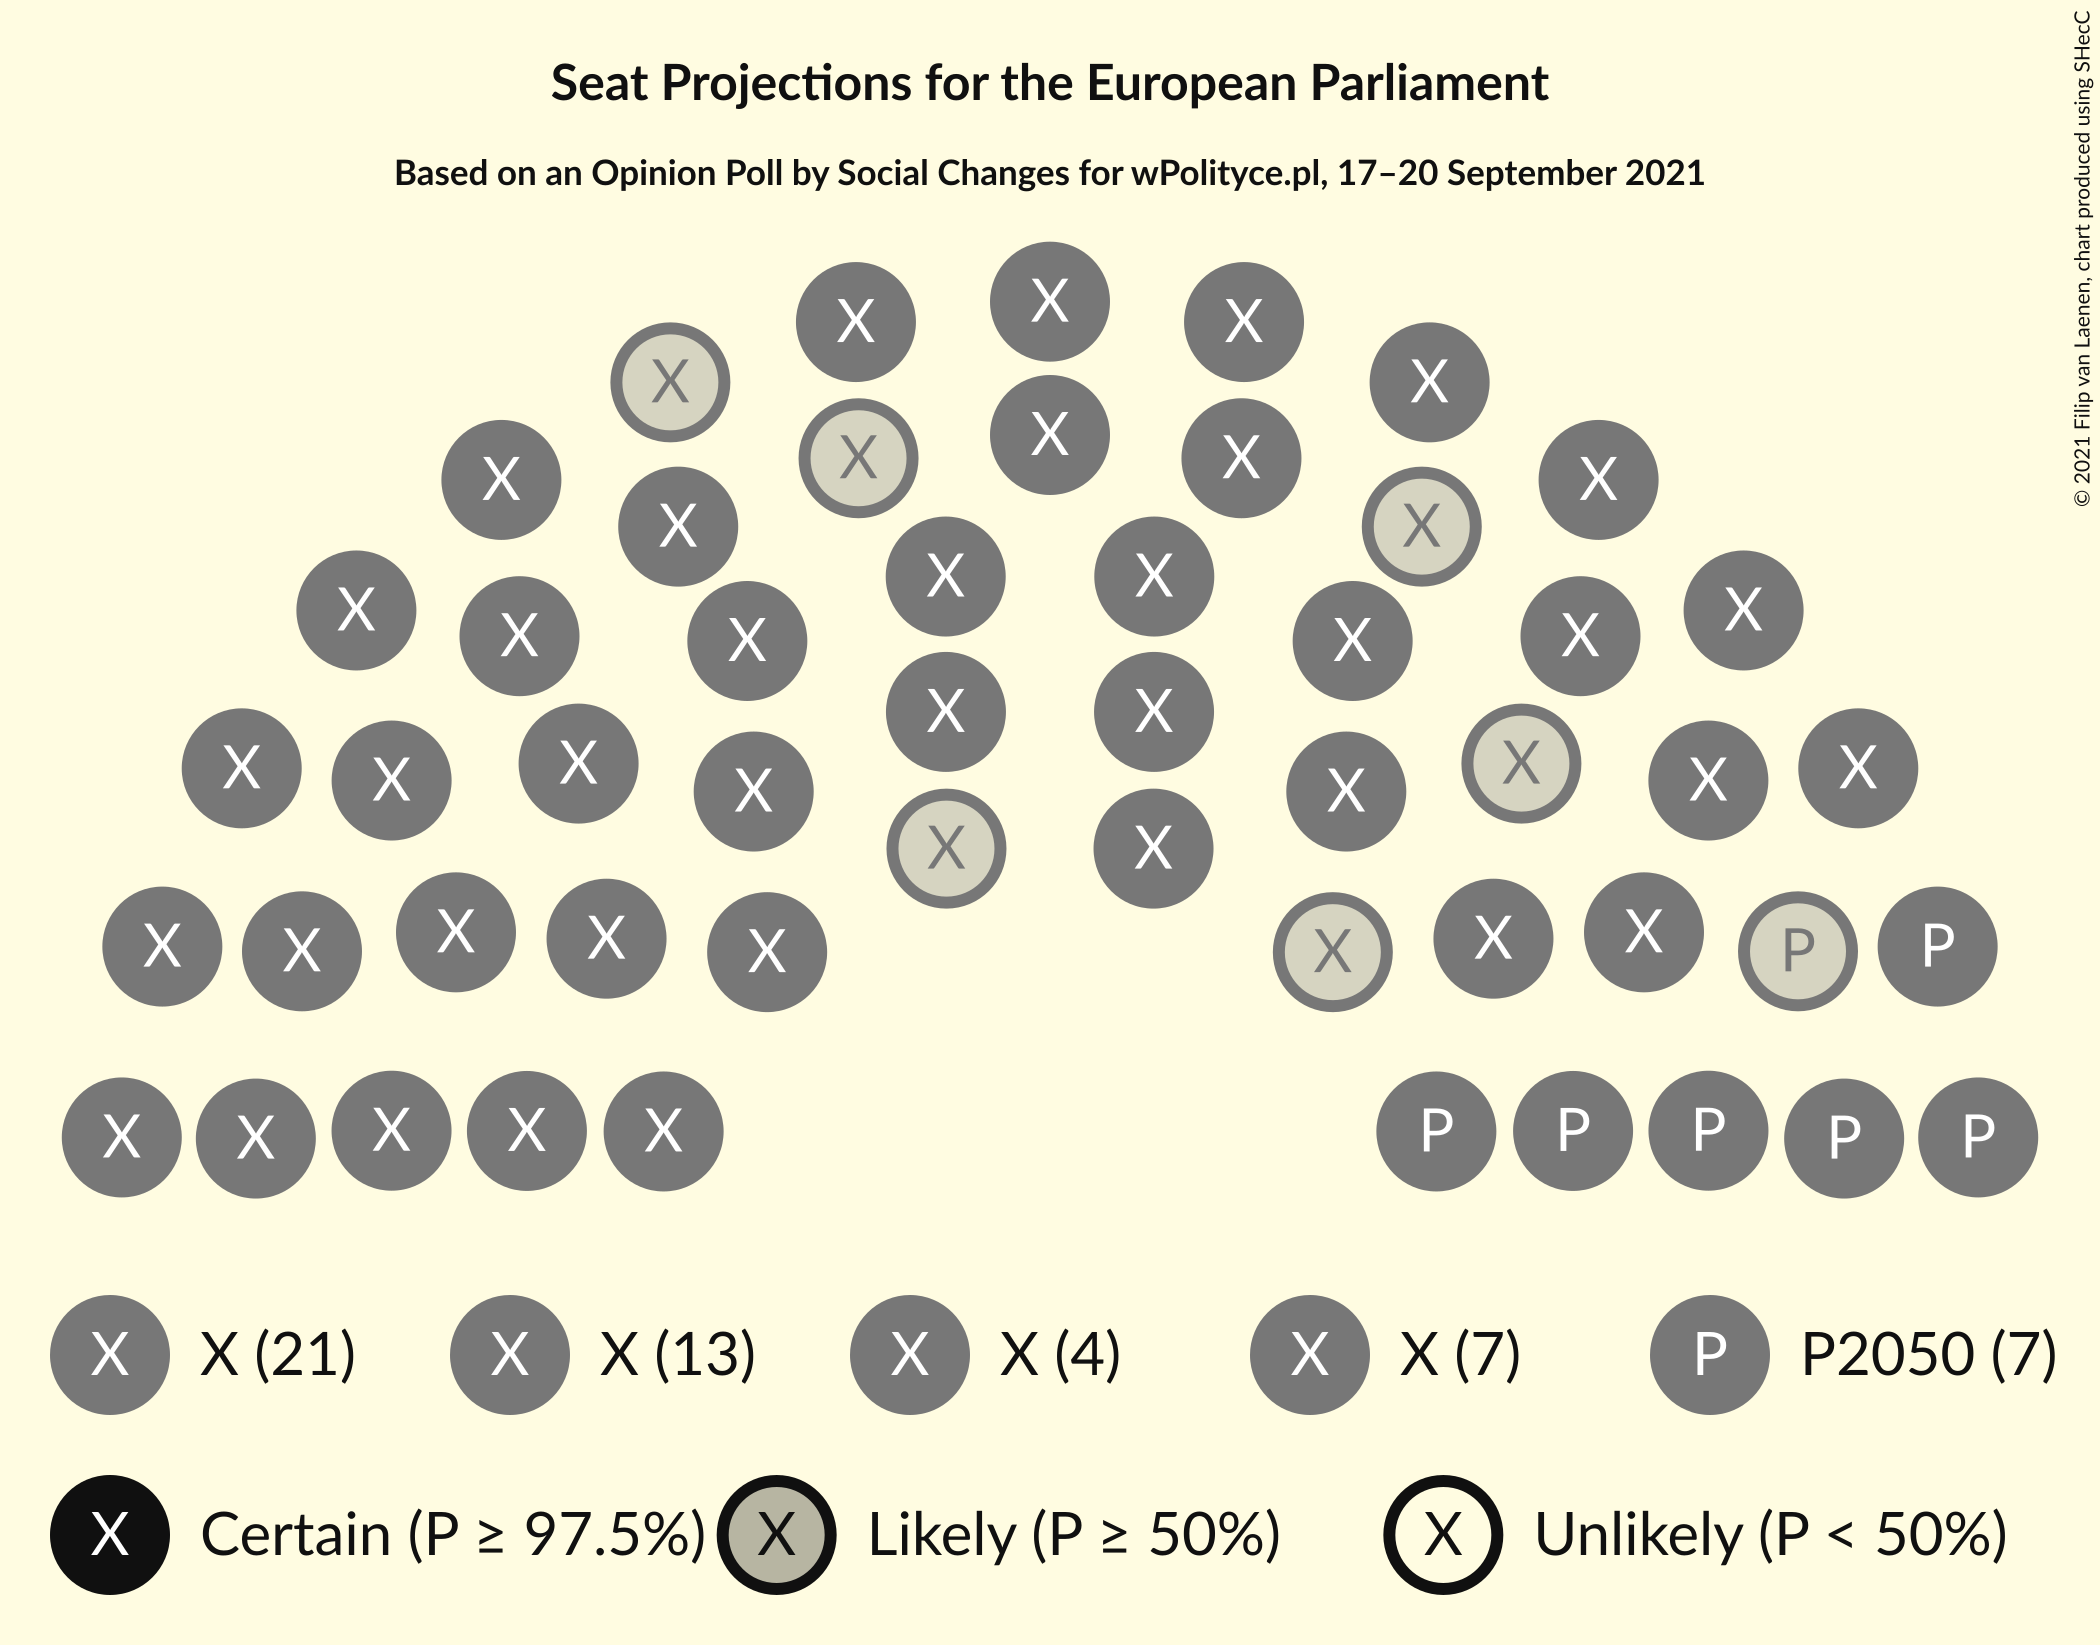 Seat Projections for the European Parliament
Based on an Opinion Poll by Social Changes for wPolityce.pl, 17–20 September 2021
© 2021 Filip van Laenen, chart produced using SHecC
X
X X
X X
X
X X
X X
X X
X X
X X
X X X X
X X
X X
X X X X
X X X X
X X
X X X X X X P P
X X
X X X X X P P P P P
X X (21) X X (13) X X (4) X X (7) P P2050 (7)
X Certain (P ≥ 97.5%) X Likely (P ≥ 50%) X Unlikely (P < 50%)